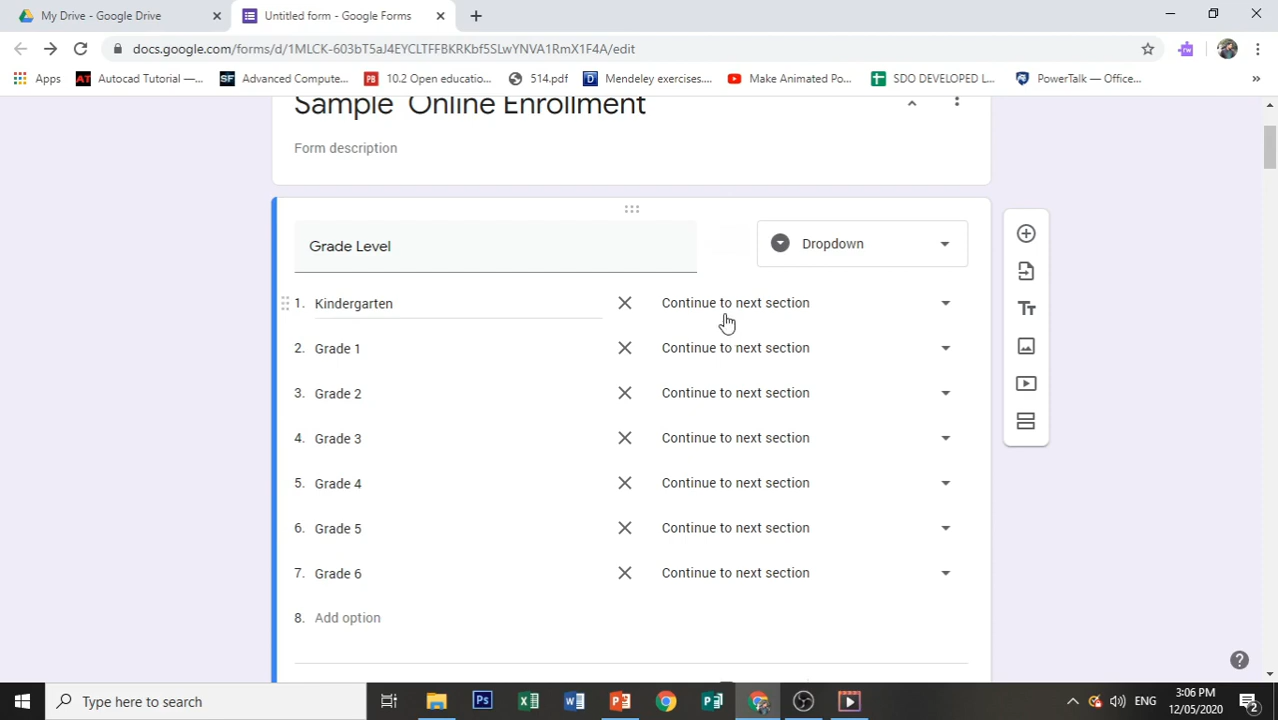 My Drive - Google Drive
Untitled form - Google Forms
docs.google.com/forms/d/1MLCK-603bT5aJ4EYCLTFFBKRKbf5SLwYNVA1RmX1F4A/edit
Apps
AT Autocad Tutorial —...
SF Advanced Compute...
PB 10.2 Open educatio...
514.pdf
D Mendeley exercises....
Make Animated Po...
SDO DEVELOPED L...
PowerTalk — Office...
Sample Online Enrollment
Form description
Grade Level
Dropdown
1. Kindergarten Continue to next section
2. Grade 1 Continue to next section
3. Grade 2 Continue to next section
4. Grade 3 Continue to next section
5. Grade 4 Continue to next section
6. Grade 5 Continue to next section
7. Grade 6 Continue to next section
8. Add option
Type here to search
ENG
3:06 PM
12/05/2020
2